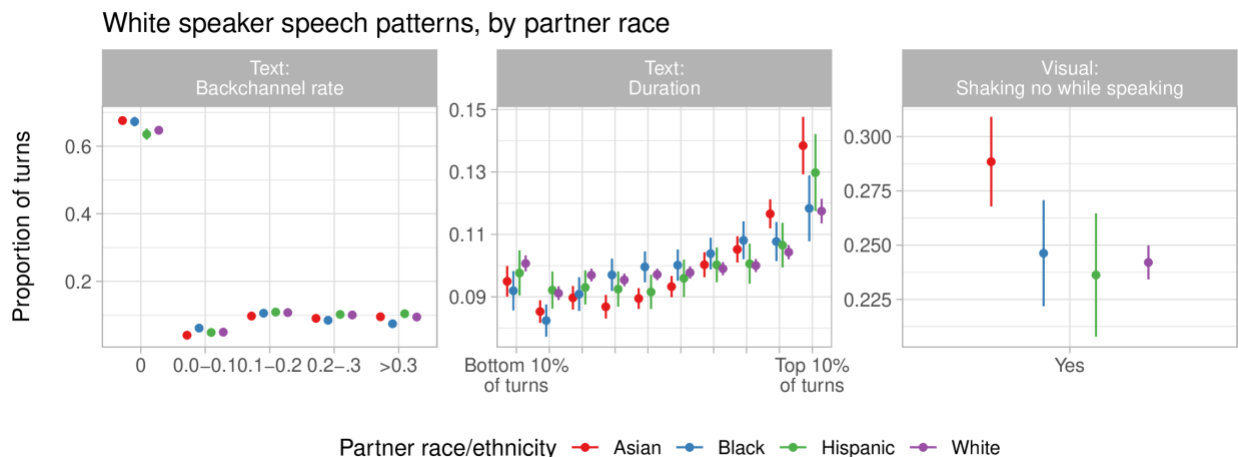 White speaker speech patterns, by partner race
Text:
Backchannel rate
Text:
Duration
Visual:
Shaking no while speaking
Proportion of turns
0.6
0.4
0.2
0.15
0.13
0.11
0.09
0.300
0.275
0.250
0.225
0 0.0−0.1 0.1−0.2 0.2−.3 >0.3
Bottom 10%
of turns
Top 10%
of turns
Yes
Partner race/ethnicity Asian Black Hispanic White